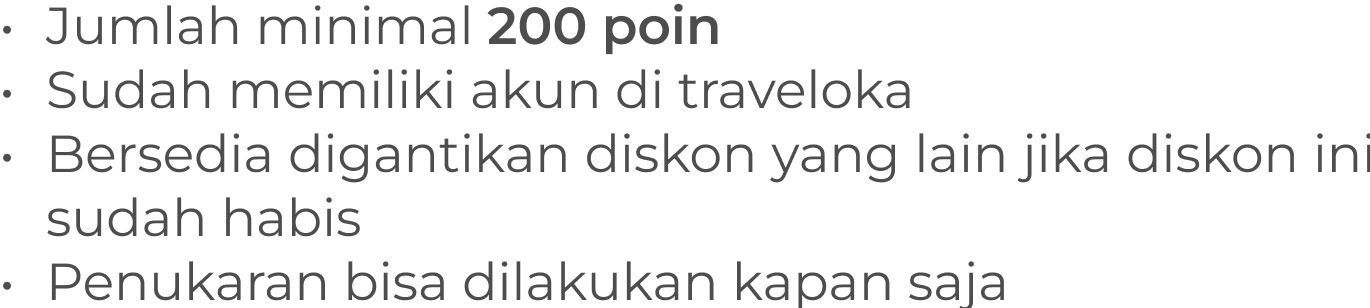 • Jumlah minimal 200 poin
• Sudah memiliki akun di traveloka
• Bersedia digantikan diskon yang lain jika diskon ini
sudah habis
• Penukaran bisa dilakukan kapan saja